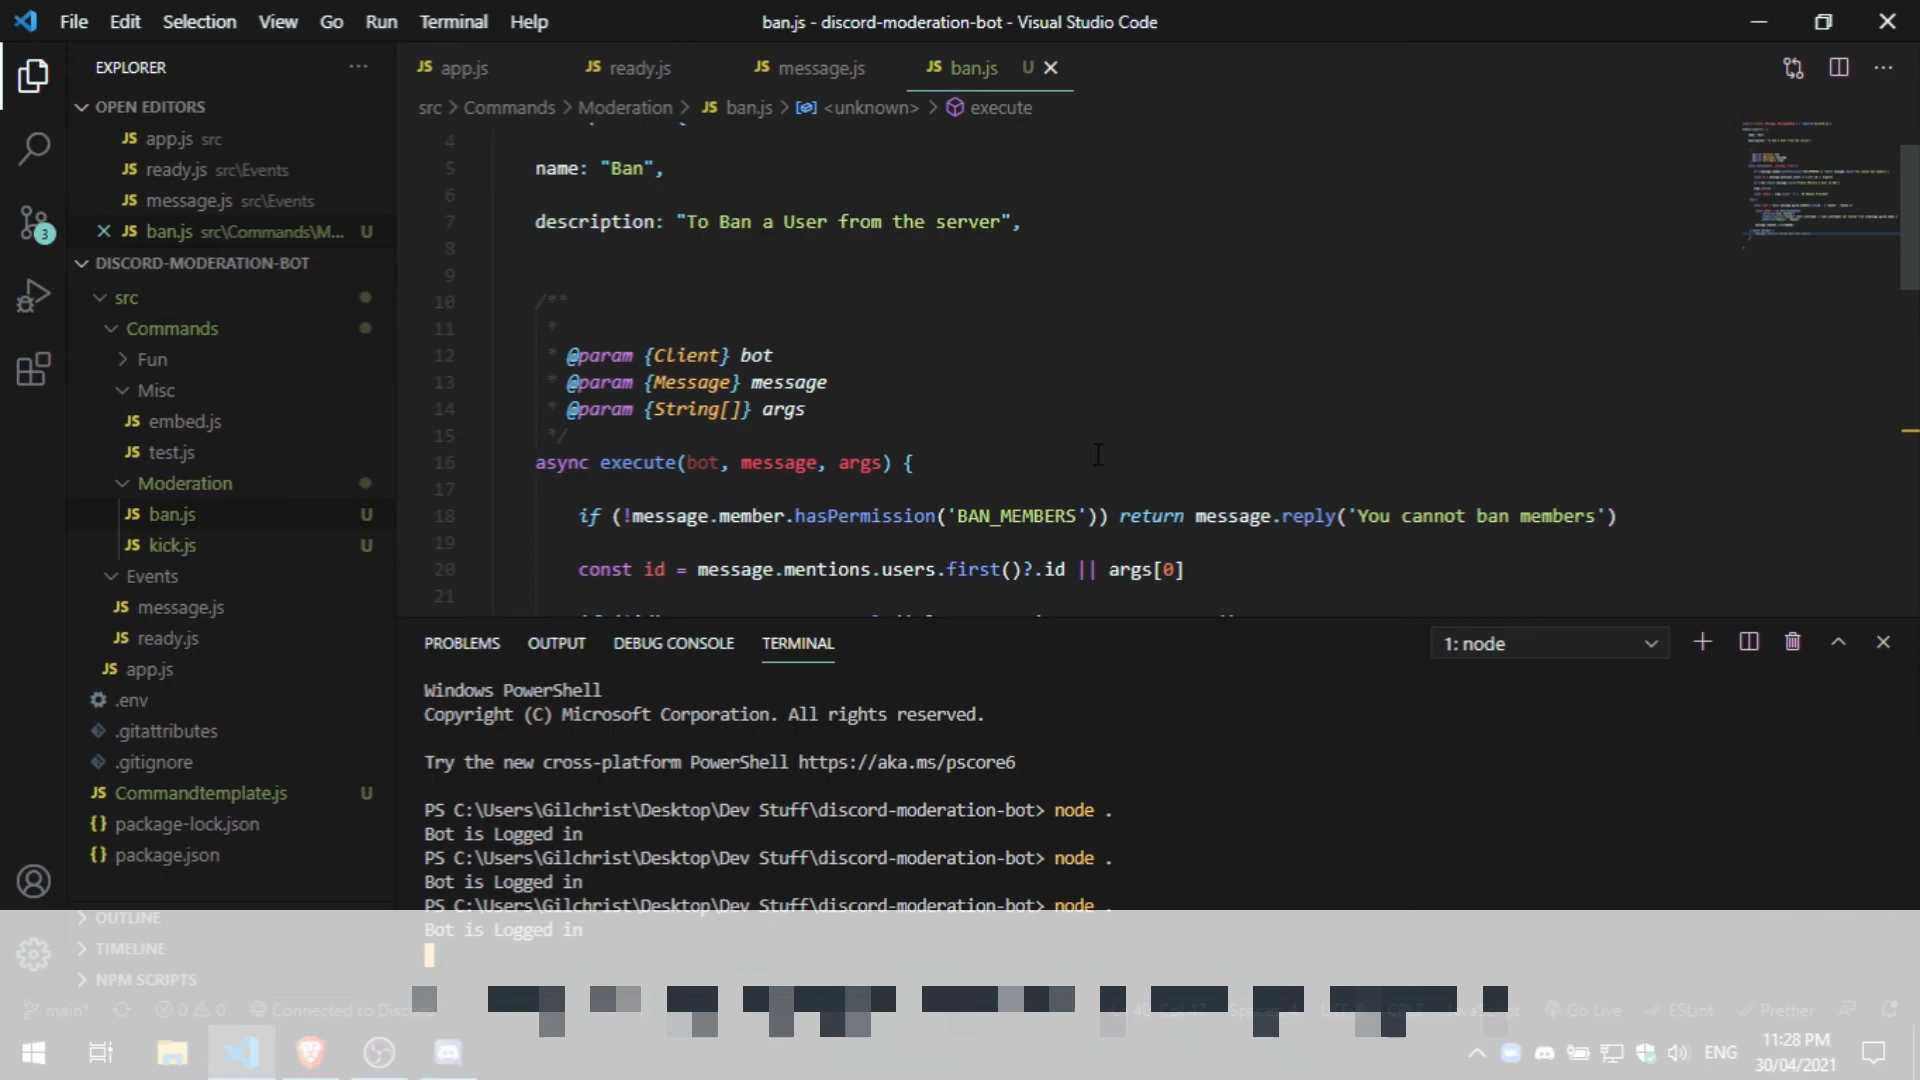 File Edit Selection View Go Run Terminal Help
ban.js - discord-moderation-bot - Visual Studio Code
EXPLORER
OPEN EDITORS
JS app.js src
JS ready.js src\Events
JS message.js src\Events
JS ban.js src\Commands\M... U
DISCORD-MODERATION-BOT
src
Commands
Fun
Misc
JS embed.js
JS test.js
Moderation
JS ban.js U
JS kick.js U
Events
JS message.js
JS ready.js
JS app.js
.env
.gitattributes
.gitignore
JS Commandtemplate.js U
{} package-lock.json
{} package.json
OUTLINE
TIMELINE
NPM SCRIPTS
3
JS app.js JS ready.js JS message.js JS ban.js U
src > Commands > Moderation > JS ban.js > <unknown> > execute
4
5 name: "Ban",
6
7 description: "To Ban a User from the server",
8
9
10 /**
11 *
12 * @param {Client} bot
13 * @param {Message} message
14 * @param {String[]} args
15 */
16 async execute(bot, message, args) {
17
18 if (!message.member.hasPermission('BAN_MEMBERS')) return message.reply('You cannot ban members')
19
20 const id = message.mentions.users.first()?.id || args[0]
21
PROBLEMS OUTPUT DEBUG CONSOLE TERMINAL
1: node
Windows PowerShell
Copyright (C) Microsoft Corporation. All rights reserved.
Try the new cross-platform PowerShell https://aka.ms/pscore6
PS C:\Users\Gilchrist\Desktop\Dev Stuff\discord-moderation-bot> node .
Bot is Logged in
PS C:\Users\Gilchrist\Desktop\Dev Stuff\discord-moderation-bot> node .
Bot is Logged in
PS C:\Users\Gilchrist\Desktop\Dev Stuff\discord-moderation-bot> node .
Bot is Logged in
main* 0 0 Connected to Discord Go Live ESLint Prettier
ENG
11:28 PM
30/04/2021